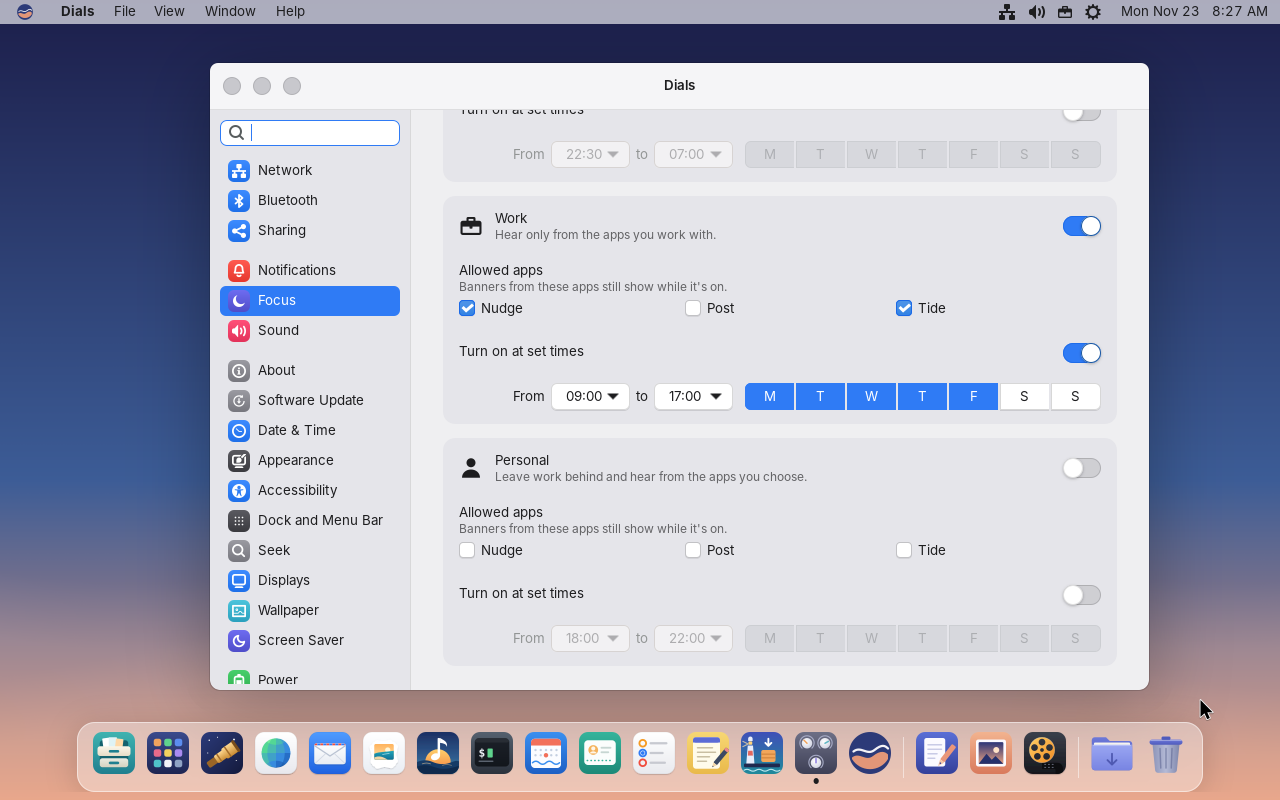 Dials File View Window Help Mon Nov 23 8:27 AM
Dials
Network
Bluetooth
Sharing
Notifications
Focus
Sound
About
Software Update
Date & Time
Appearance
Accessibility
Dock and Menu Bar
Seek
Displays
Wallpaper
Screen Saver
Power
Turn on at set times
From 22:30 to 07:00 M T W T F S S
Work
Hear only from the apps you work with.
Allowed apps
Banners from these apps still show while it's on.
Nudge Post Tide
Turn on at set times
From 09:00 to 17:00 M T W T F S S
Personal
Leave work behind and hear from the apps you choose.
Allowed apps
Banners from these apps still show while it's on.
Nudge Post Tide
Turn on at set times
From 18:00 to 22:00 M T W T F S S
$